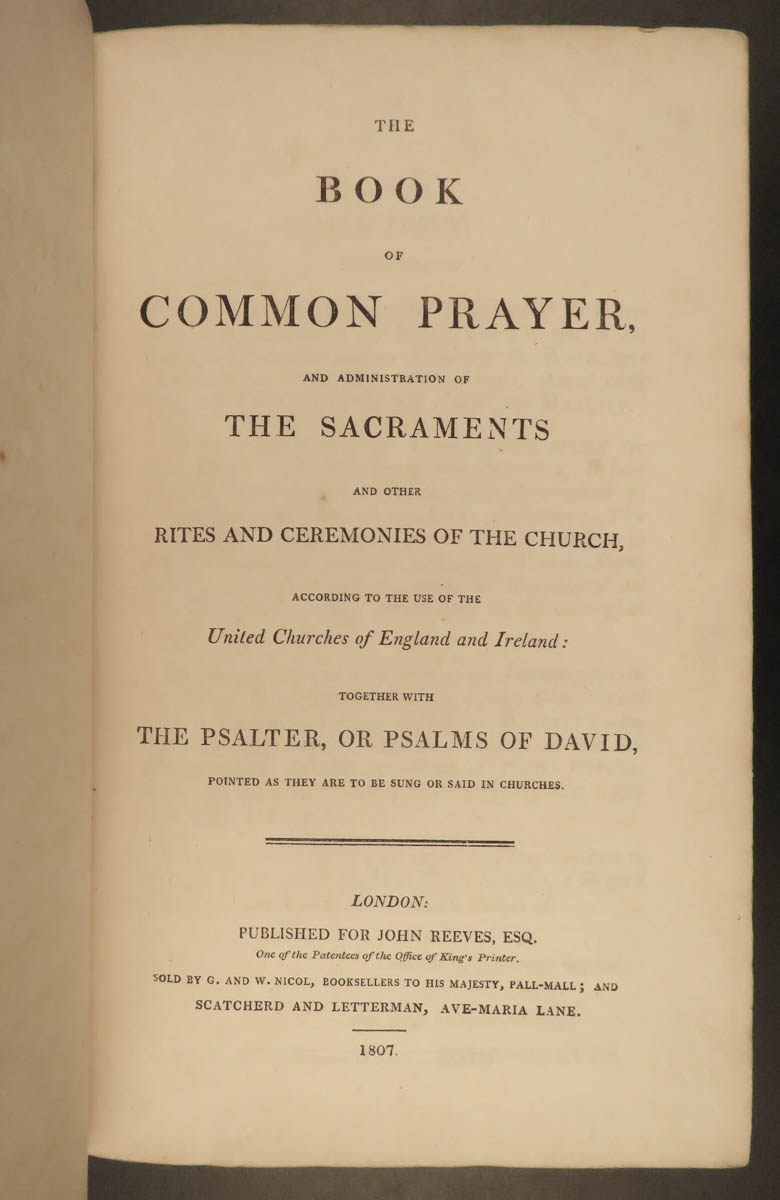 THE
BOOK
OF
COMMON PRAYER,
AND ADMINISTRATION OF
THE SACRAMENTS
AND OTHER
RITES AND CEREMONIES OF THE CHURCH,
ACCORDING TO THE USE OF THE
United Churches of England and Ireland:
TOGETHER WITH
THE PSALTER, OR PSALMS OF DAVID,
POINTED AS THEY ARE TO BE SUNG OR SAID IN CHURCHES.
LONDON:
PUBLISHED FOR JOHN REEVES, ESQ.
One of the Patentees of the Office of King's Printer.
SOLD BY G. AND W. NICOL, BOOKSELLERS TO HIS MAJESTY, PALL-MALL; AND
SCATCHERD AND LETTERMAN, AVE-MARIA LANE.
1807.